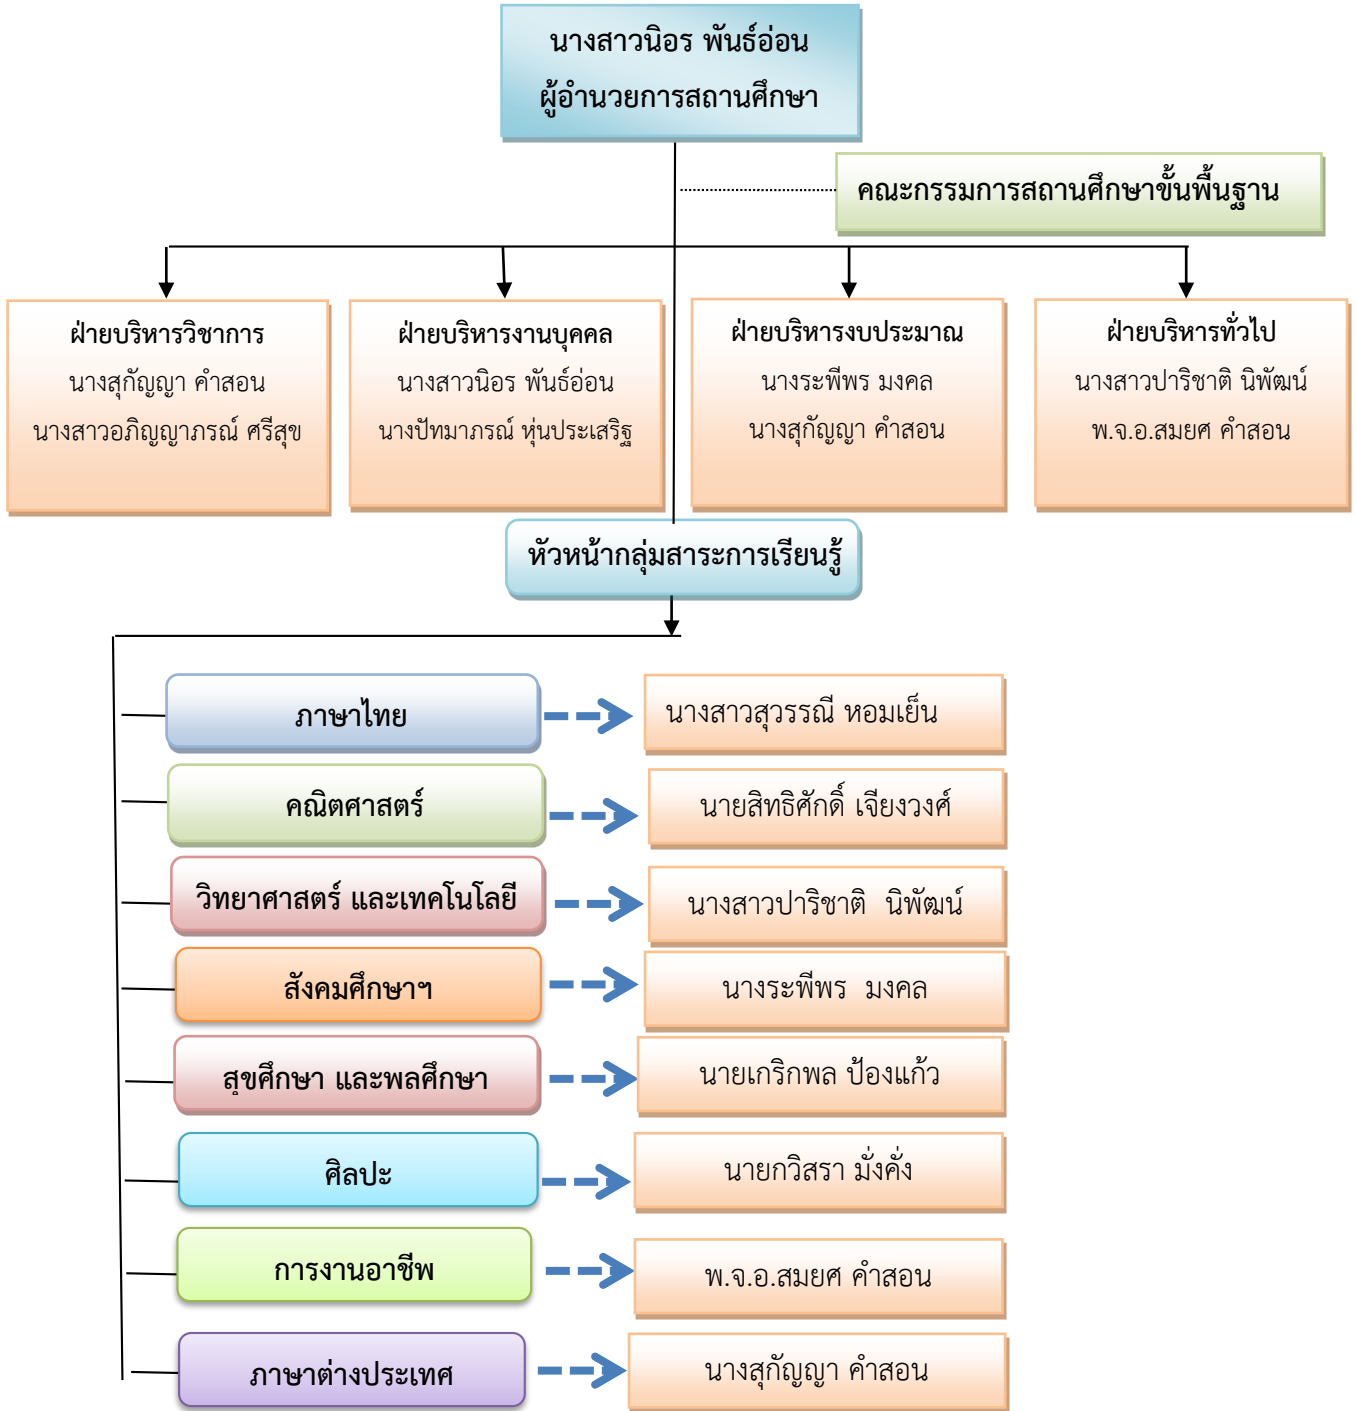 นางสาวนิอร พันธ์อ่อน
ผู้อำนวยการสถานศึกษา
คณะกรรมการสถานศึกษาขั้นพื้นฐาน
ฝ่ายบริหารวิชาการ
นางสุกัญญา คำสอน
นางสาวอภิญญาภรณ์ ศรีสุข
ฝ่ายบริหารงานบุคคล
นางสาวนิอร พันธ์อ่อน
นางปัทมาภรณ์ หุ่นประเสริฐ
ฝ่ายบริหารงบประมาณ
นางระพีพร มงคล
นางสุกัญญา คำสอน
ฝ่ายบริหารทั่วไป
นางสาวปาริชาติ นิพัฒน์
พ.จ.อ.สมยศ คำสอน
หัวหน้ากลุ่มสาระการเรียนรู้
ภาษาไทย
นางสาวสุวรรณี หอมเย็น
คณิตศาสตร์
นายสิทธิศักดิ์ เจียงวงศ์
วิทยาศาสตร์ และเทคโนโลยี
นางสาวปาริชาติ นิพัฒน์
สังคมศึกษาฯ
นางระพีพร มงคล
สุขศึกษา และพลศึกษา
นายเกริกพล ป้องแก้ว
ศิลปะ
นายกวิสรา มั่งคั่ง
การงานอาชีพ
พ.จ.อ.สมยศ คำสอน
ภาษาต่างประเทศ
นางสุกัญญา คำสอน